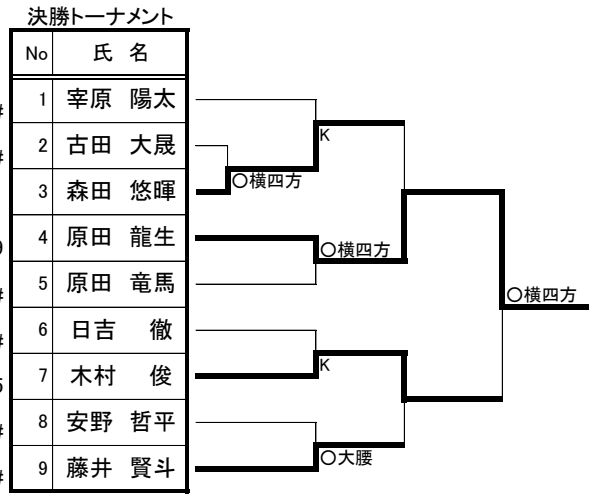 決勝トーナメント
No 氏 名
# 1 宰原 陽太
# 2 古田 大晟
3 森田 悠暉
9 4 原田 龍生
# 5 原田 竜馬
# 6 日吉 徹
5 7 木村 俊
# 8 安野 哲平
# 9 藤井 賢斗
K
○横四方
○横四方
○横四方
K
○大腰